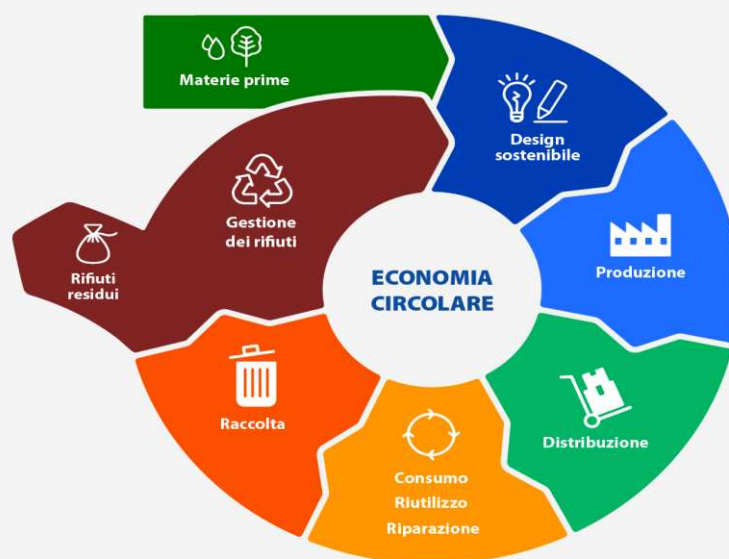 Materie prime
Design
sostenibile
Produzione
Distribuzione
Consumo
Riutilizzo
Riparazione
Raccolta
Gestione
dei rifiuti
Rifiuti
residui
ECONOMIA
CIRCOLARE